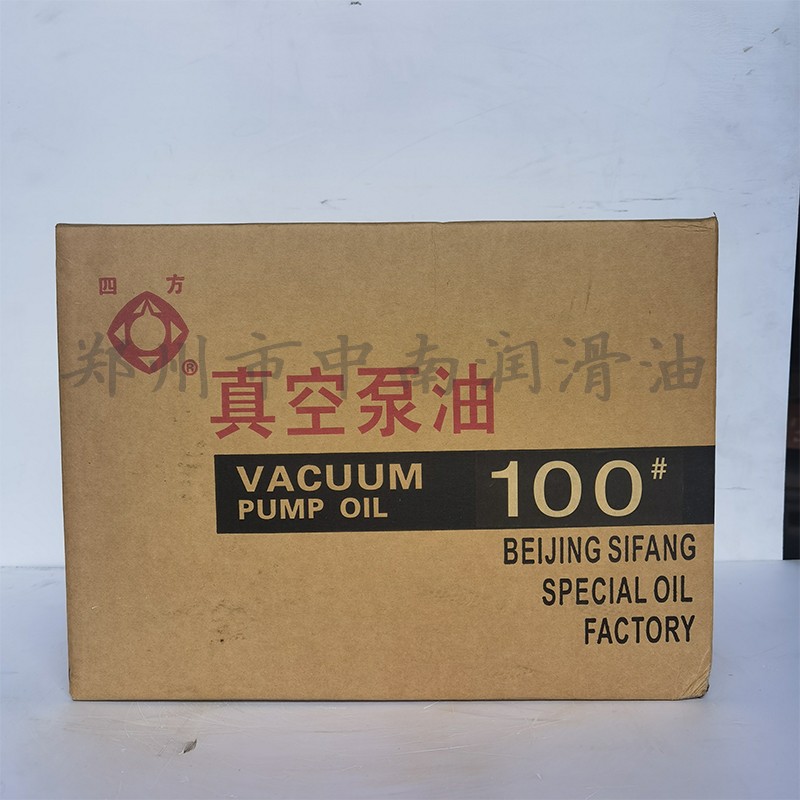 四方
®
郑州市中南润滑油
真空泵油
VACUUM
PUMP OIL
100#
BEIJING SIFANG
SPECIAL OIL
FACTORY